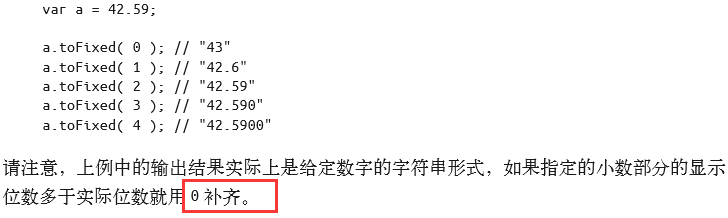 var a = 42.59;
a.toFixed( 0 ); // "43"
a.toFixed( 1 ); // "42.6"
a.toFixed( 2 ); // "42.59"
a.toFixed( 3 ); // "42.590"
a.toFixed( 4 ); // "42.5900"
请注意，上例中的输出结果实际上是给定数字的字符串形式，如果指定的小数部分的显示
位数多于实际位数就用 0 补齐。